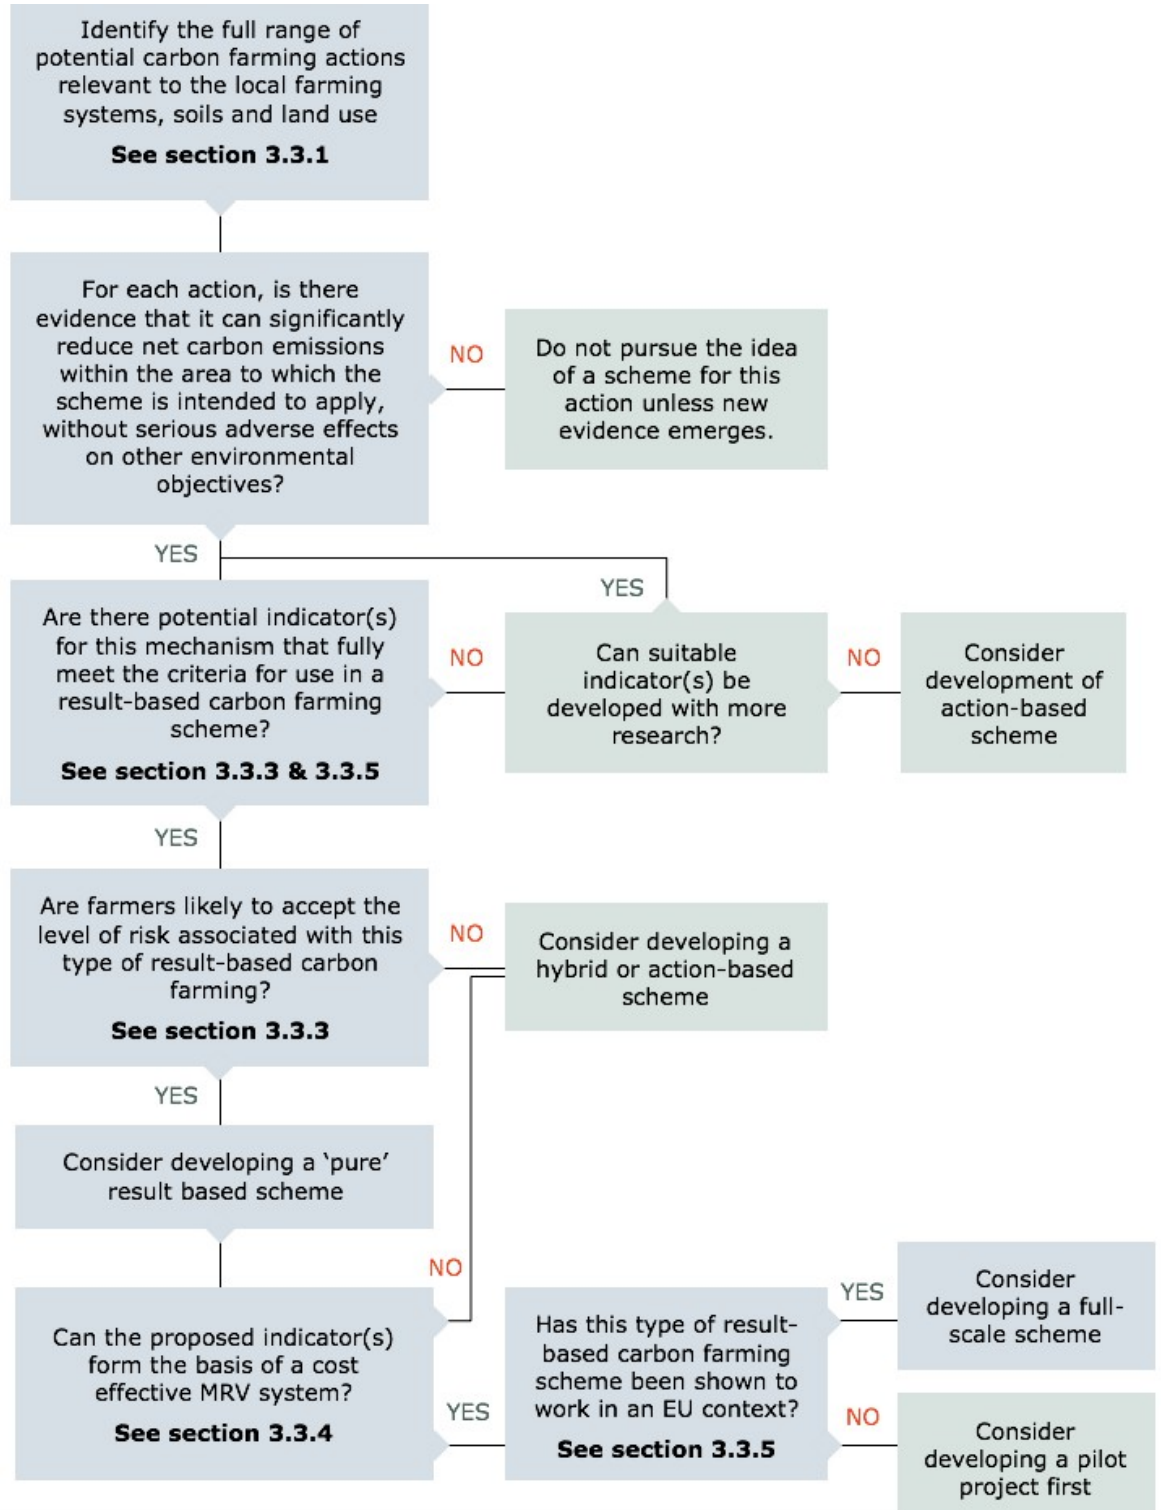 Identify the full range of
potential carbon farming actions
relevant to the local farming
systems, soils and land use
See section 3.3.1
For each action, is there
evidence that it can significantly
reduce net carbon emissions
within the area to which the
scheme is intended to apply,
without serious adverse effects
on other environmental
objectives?
NO
Do not pursue the idea
of a scheme for this
action unless new
evidence emerges.
YES
YES
Are there potential indicator(s)
for this mechanism that fully
meet the criteria for use in a
result-based carbon farming
scheme?
See section 3.3.3 & 3.3.5
NO
Can suitable
indicator(s) be
developed with more
research?
NO
Consider
development of
action-based
scheme
YES
Are farmers likely to accept the
level of risk associated with this
type of result-based carbon
farming?
See section 3.3.3
NO
Consider developing a
hybrid or action-based
scheme
YES
Consider developing a ‘pure’
result based scheme
NO
Can the proposed indicator(s)
form the basis of a cost
effective MRV system?
See section 3.3.4
YES
Has this type of result-
based carbon farming
scheme been shown to
work in an EU context?
See section 3.3.5
YES
Consider
developing a full-
scale scheme
NO
Consider
developing a pilot
project first